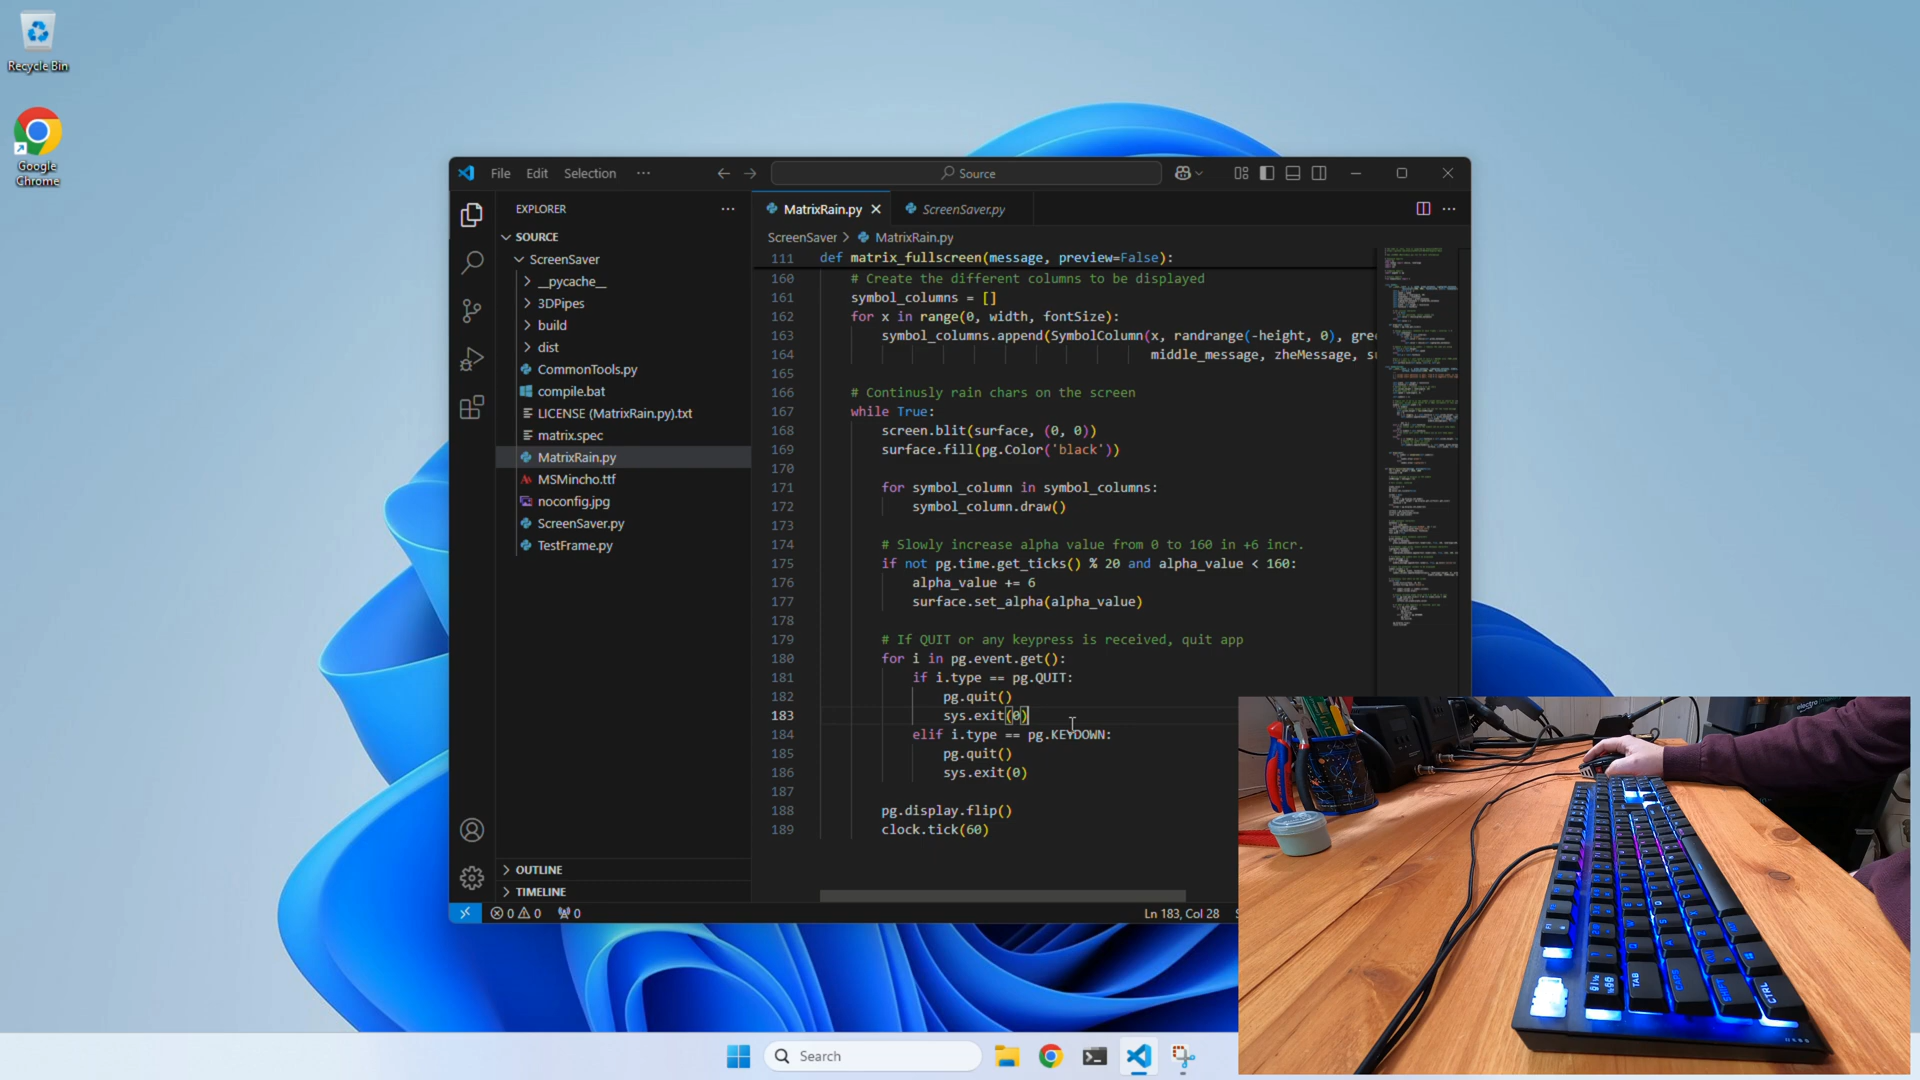 Recycle Bin
Google
Chrome
File Edit Selection ···
Source
EXPLORER
SOURCE
ScreenSaver
__pycache__
3DPipes
build
dist
CommonTools.py
compile.bat
LICENSE (MatrixRain.py).txt
matrix.spec
MatrixRain.py
MSMincho.ttf
noconfig.jpg
ScreenSaver.py
TestFrame.py
OUTLINE
TIMELINE
MatrixRain.py
ScreenSaver.py
ScreenSaver > MatrixRain.py
111 def matrix_fullscreen(message, preview=False):
160 # Create the different columns to be displayed
161 symbol_columns = []
162 for x in range(0, width, fontSize):
163 symbol_columns.append(SymbolColumn(x, randrange(-height, 0), gre
164 middle_message, zheMessage, s
165
166 # Continusly rain chars on the screen
167 while True:
168 screen.blit(surface, (0, 0))
169 surface.fill(pg.Color('black'))
170
171 for symbol_column in symbol_columns:
172 symbol_column.draw()
173
174 # Slowly increase alpha value from 0 to 160 in +6 incr.
175 if not pg.time.get_ticks() % 20 and alpha_value < 160:
176 alpha_value += 6
177 surface.set_alpha(alpha_value)
178
179 # If QUIT or any keypress is received, quit app
180 for i in pg.event.get():
181 if i.type == pg.QUIT:
182 pg.quit()
183 sys.exit(0)
184 elif i.type == pg.KEYDOWN:
185 pg.quit()
186 sys.exit(0)
187
188 pg.display.flip()
189 clock.tick(60)
0 0 0
Ln 183, Col 28
Search
TAB
CAPS
SHIFT
CTRL